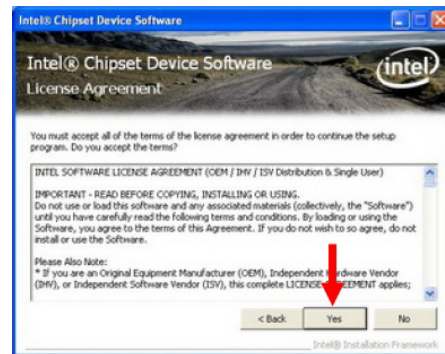 Intel® Chipset Device Software
Intel® Chipset Device Software
License Agreement
intel
You must accept all of the terms of the license agreement in order to continue the setup
program. Do you accept the terms?
INTEL SOFTWARE LICENSE AGREEMENT (OEM / IHV / ISV Distribution & Single User)
IMPORTANT - READ BEFORE COPYING, INSTALLING OR USING.
Do not use or load this software and any associated materials (collectively, the "Software")
until you have carefully read the following terms and conditions. By loading or using the
Software, you agree to the terms of this Agreement. If you do not wish to so agree, do not
install or use the Software.
Please Also Note:
* If you are an Original Equipment Manufacturer (OEM), Independent Hardware Vendor
(IHV), or Independent Software Vendor (ISV), this complete LICENSE AGREEMENT applies;
< Back Yes No
Intel® Installation Framework